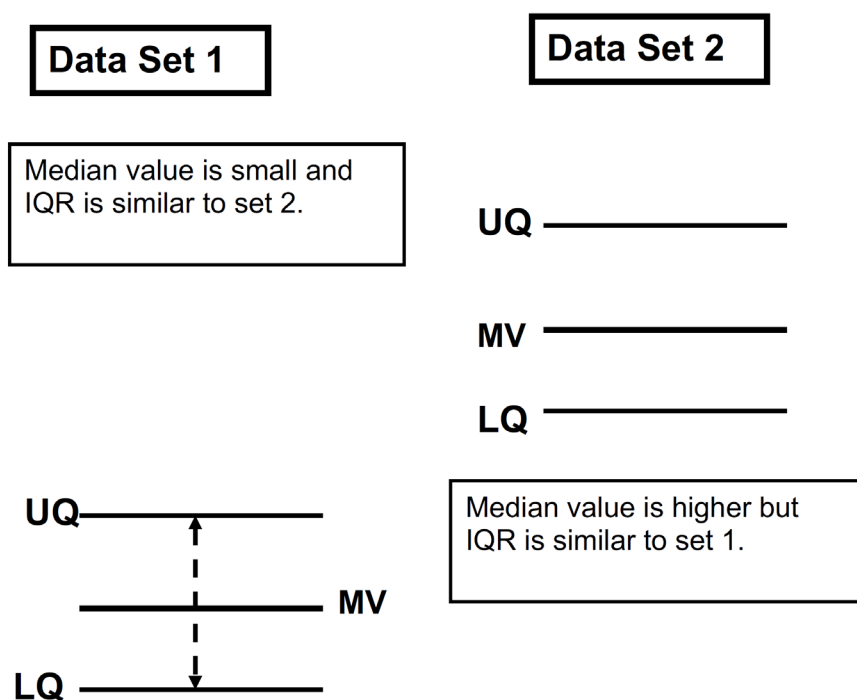 Data Set 1
Data Set 2
Median value is small and
IQR is similar to set 2.
UQ
MV
LQ
Median value is higher but
IQR is similar to set 1.
UQ
MV
LQ